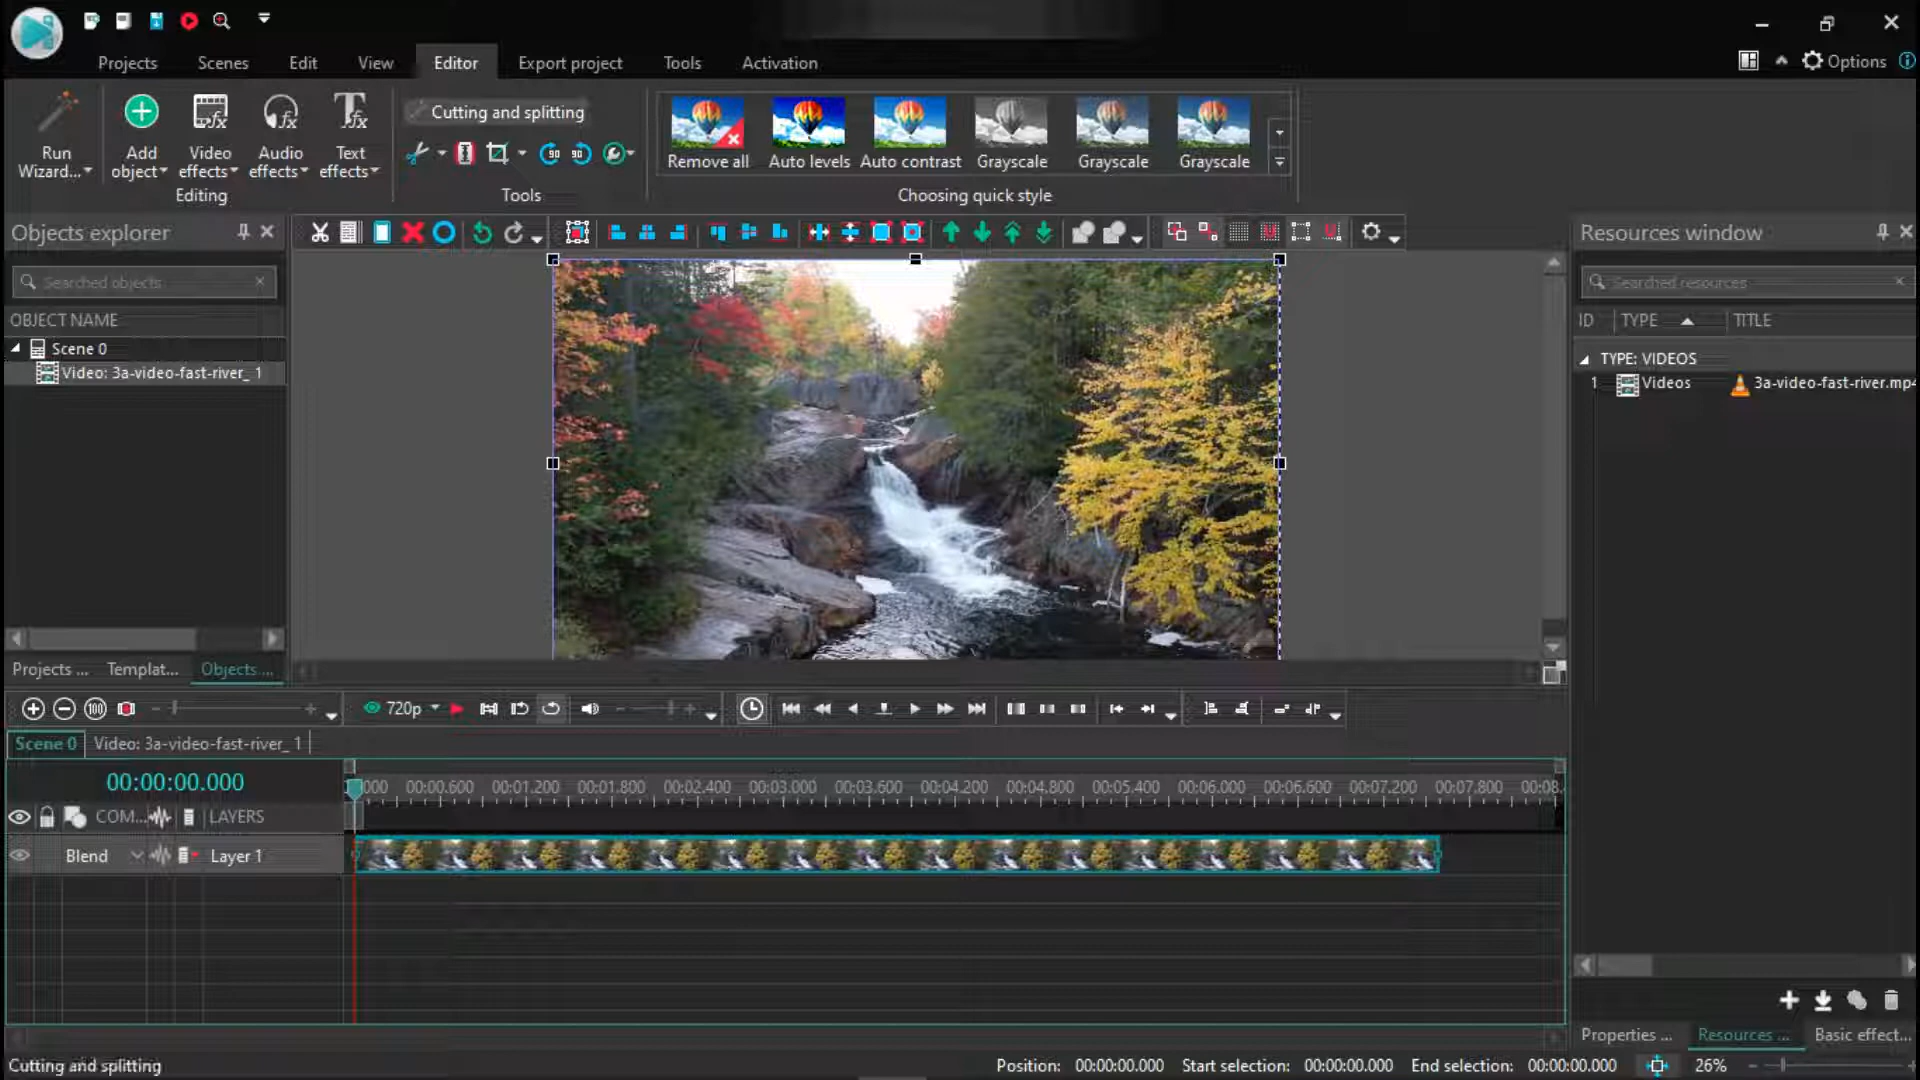 Projects Scenes Edit View Editor Export project Tools Activation Options
Run Wizard...
Add object
Video effects
Audio effects
Text effects
Editing
Cutting and splitting
90 90
Tools
Remove all Auto levels Auto contrast Grayscale Grayscale Grayscale
Choosing quick style
Objects explorer
Searched objects
OBJECT NAME
Scene 0
Video: 3a-video-fast-river_ 1
Projects ... Templat... Objects ...
Resources window
Searched resources
ID TYPE TITLE
TYPE: VIDEOS
1 Videos 3a-video-fast-river.mp4
100 720p
Scene 0 Video: 3a-video-fast-river_ 1
00:00:00.000
000 00:00.600 00:01.200 00:01.800 00:02.400 00:03.000 00:03.600 00:04.200 00:04.800 00:05.400 00:06.000 00:06.600 00:07.200 00:07.800 00:08.
COM... LAYERS
Blend Layer 1
Properties ... Resources ... Basic effect...
Cutting and splitting
Position: 00:00:00.000 Start selection: 00:00:00.000 End selection: 00:00:00.000 26%